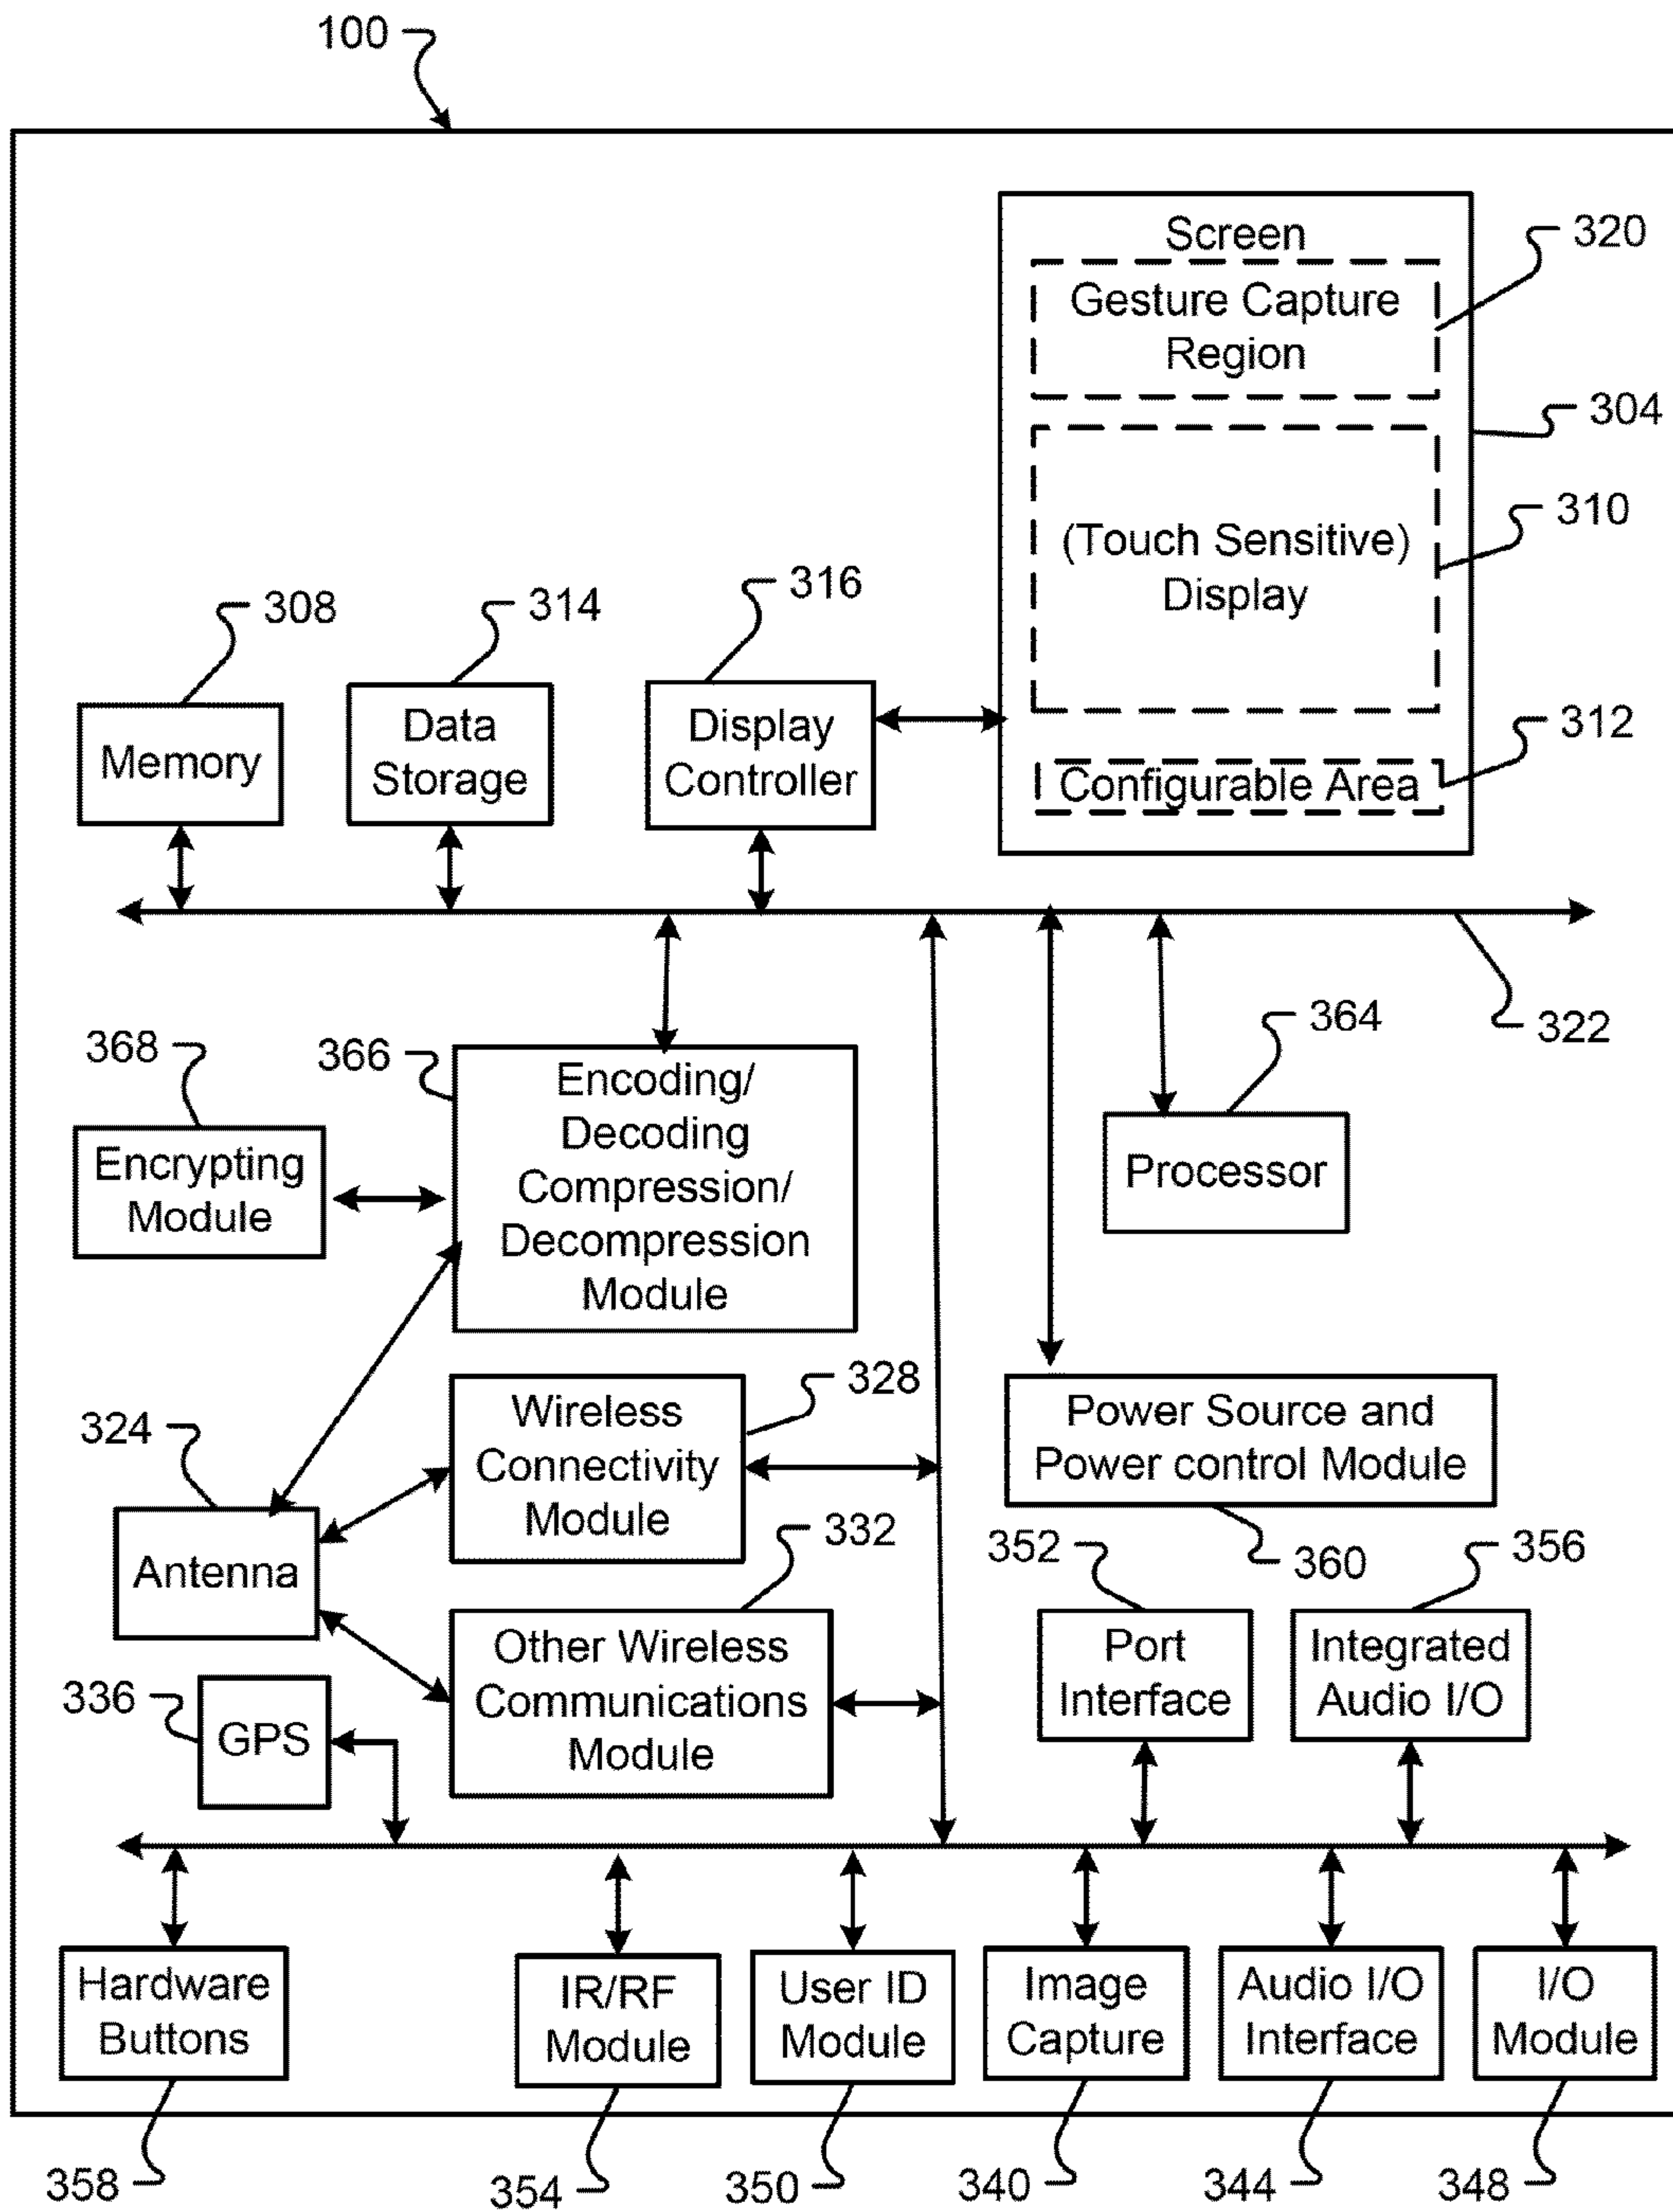 100
Screen
320
Gesture Capture
Region
304
310
(Touch Sensitive)
Display
316
314
308
312
Memory
Data
Storage
Display
Controller
Configurable Area
322
364
368
366
Encoding/
Decoding
Compression/
Decompression
Module
Encrypting
Module
Processor
328
324
Wireless
Connectivity
Module
Power Source and
Power control Module
332
352
360
356
Antenna
Other Wireless
Communications
Module
Port
Interface
Integrated
Audio I/O
336
GPS
Hardware
Buttons
IR/RF
Module
User ID
Module
Image
Capture
Audio I/O
Interface
I/O
Module
358
354
350
340
344
348